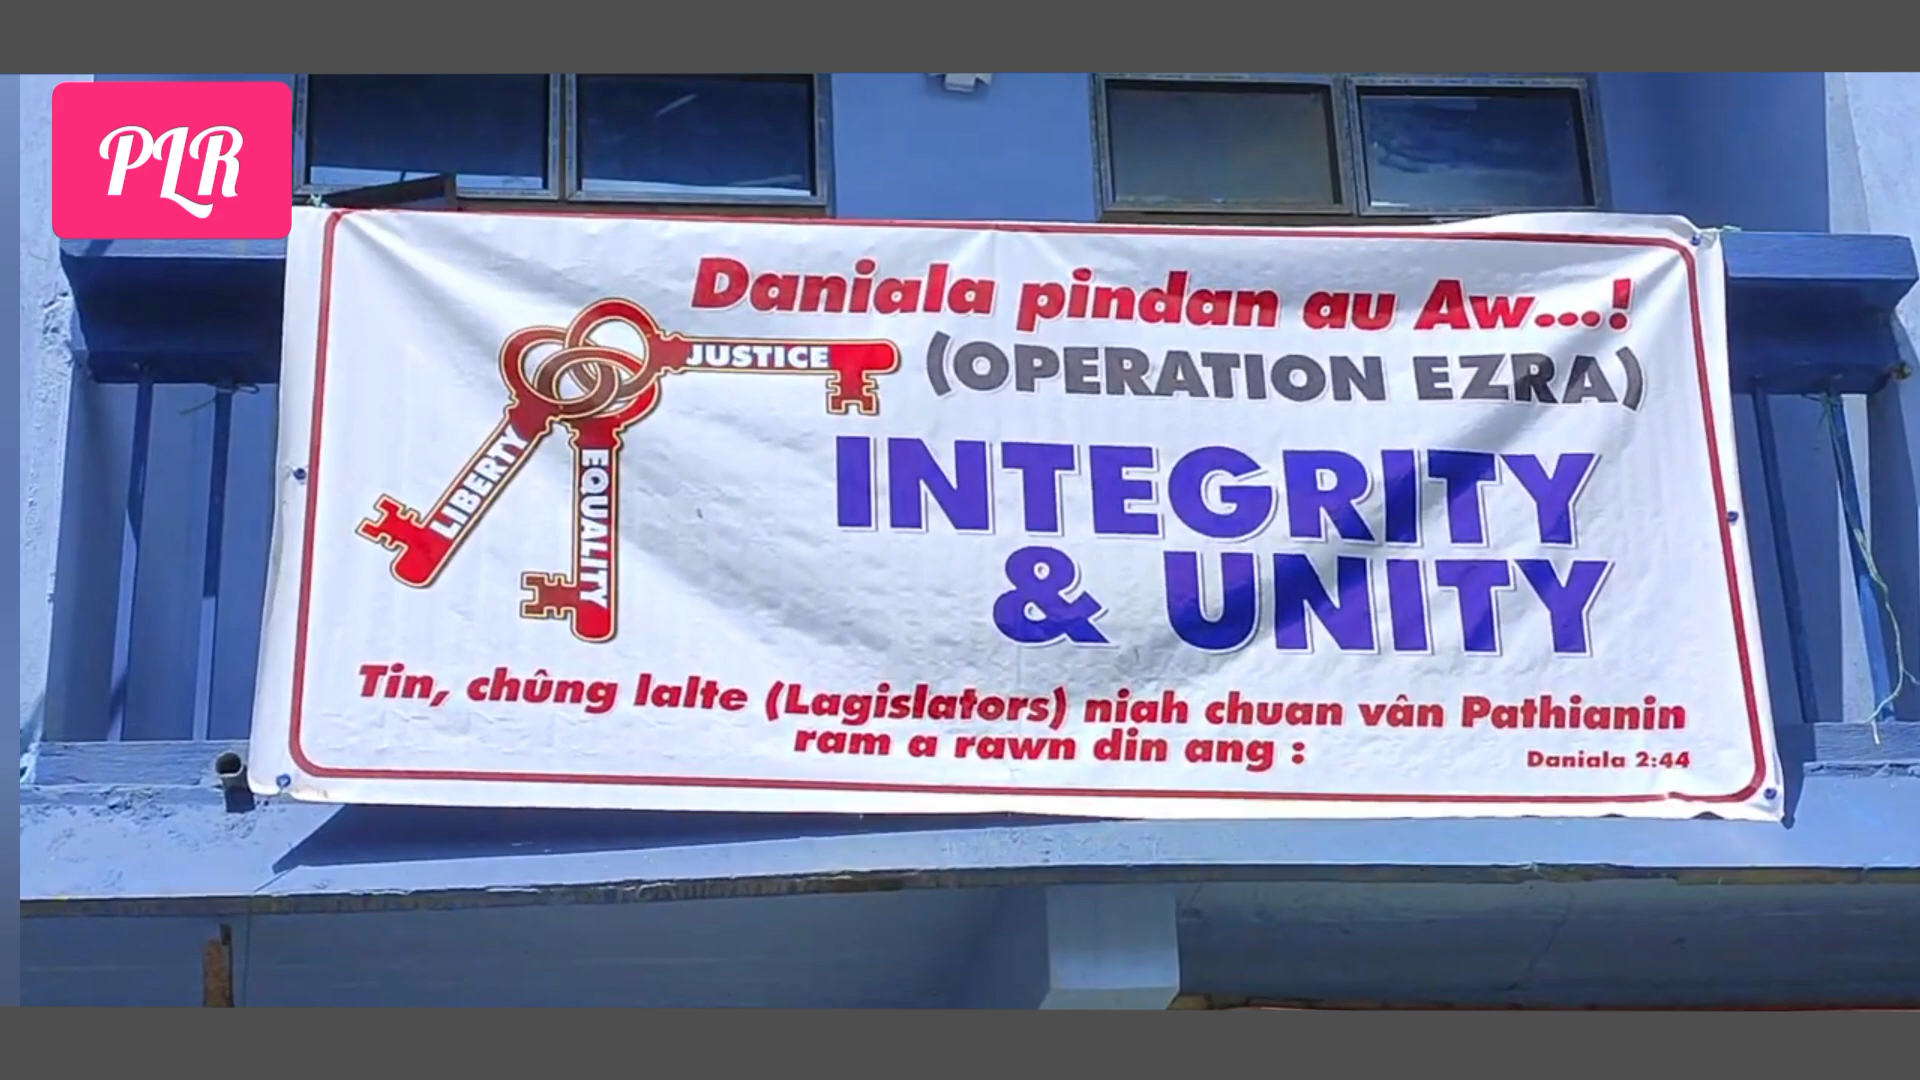 PLR
Daniala pindan au Aw...!
(OPERATION EZRA)
JUSTICE
LIBERTY
EQUALITY
INTEGRITY
& UNITY
Tin, chûng lalte (Lagislators) niah chuan vân Pathianin
ram a rawn din ang :
Daniala 2:44